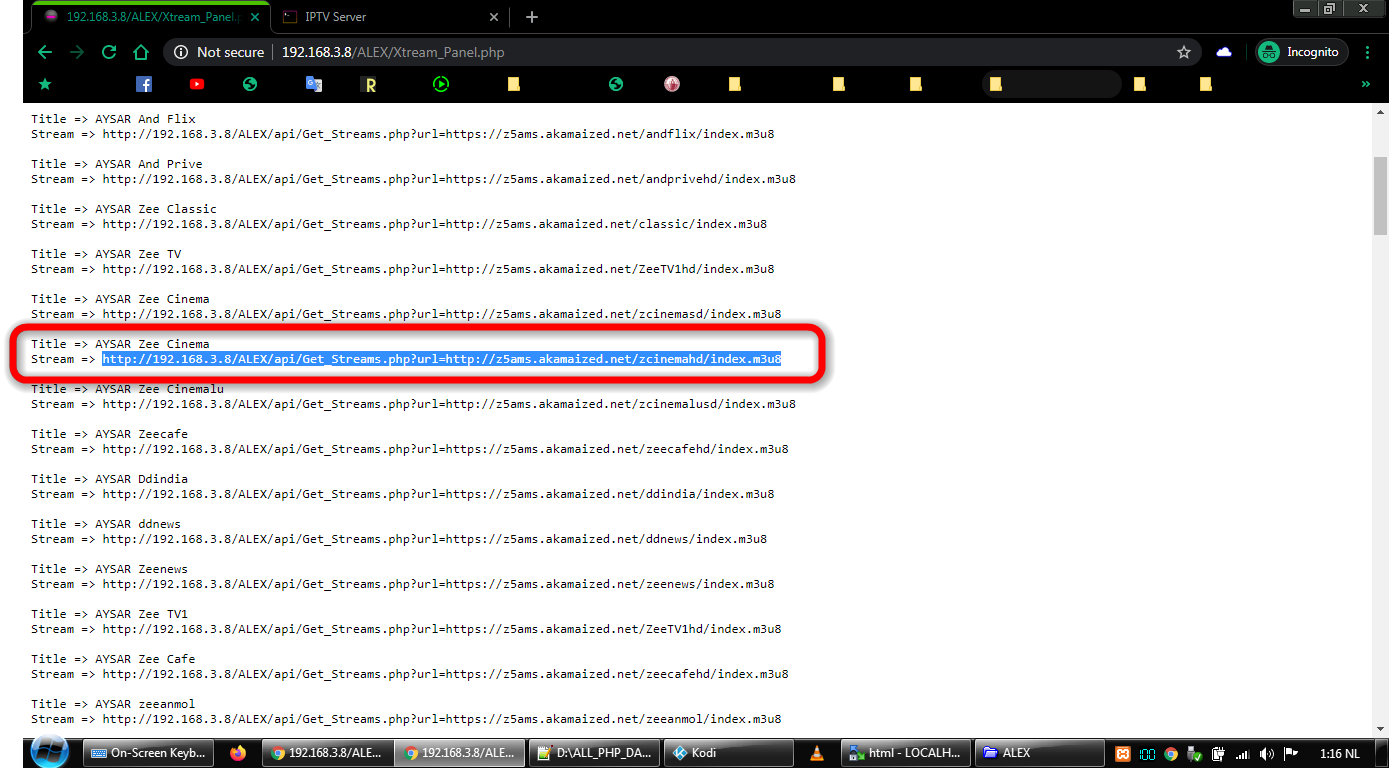 192.168.3.8/ALEX/Xtream_Panel.p
IPTV Server
Not secure
192.168.3.8/ALEX/Xtream_Panel.php
Incognito
Title => AYSAR And Flix
Stream => http://192.168.3.8/ALEX/api/Get_Streams.php?url=https://z5ams.akamaized.net/andflix/index.m3u8
Title => AYSAR And Prive
Stream => http://192.168.3.8/ALEX/api/Get_Streams.php?url=https://z5ams.akamaized.net/andprivehd/index.m3u8
Title => AYSAR Zee Classic
Stream => http://192.168.3.8/ALEX/api/Get_Streams.php?url=https://z5ams.akamaized.net/classic/index.m3u8
Title => AYSAR Zee TV
Stream => http://192.168.3.8/ALEX/api/Get_Streams.php?url=http://z5ams.akamaized.net/ZeeTV1hd/index.m3u8
Title => AYSAR Zee Cinema
Stream => http://192.168.3.8/ALEX/api/Get_Streams.php?url=http://z5ams.akamaized.net/zcinemasd/index.m3u8
Title => AYSAR Zee Cinema
Stream => http://192.168.3.8/ALEX/api/Get_Streams.php?url=http://z5ams.akamaized.net/zcinemahd/index.m3u8
Title => AYSAR Zee Cinemalu
Stream => http://192.168.3.8/ALEX/api/Get_Streams.php?url=http://z5ams.akamaized.net/zcinemalusd/index.m3u8
Title => AYSAR Zeecafe
Stream => http://192.168.3.8/ALEX/api/Get_Streams.php?url=https://z5ams.akamaized.net/zeecafehd/index.m3u8
Title => AYSAR Ddindia
Stream => http://192.168.3.8/ALEX/api/Get_Streams.php?url=https://z5ams.akamaized.net/ddindia/index.m3u8
Title => AYSAR ddnews
Stream => http://192.168.3.8/ALEX/api/Get_Streams.php?url=https://z5ams.akamaized.net/ddnews/index.m3u8
Title => AYSAR Zeenews
Stream => http://192.168.3.8/ALEX/api/Get_Streams.php?url=https://z5ams.akamaized.net/zeenews/index.m3u8
Title => AYSAR Zee TV1
Stream => http://192.168.3.8/ALEX/api/Get_Streams.php?url=https://z5ams.akamaized.net/ZeeTV1hd/index.m3u8
Title => AYSAR Zee Cafe
Stream => http://192.168.3.8/ALEX/api/Get_Streams.php?url=https://z5ams.akamaized.net/zeecafehd/index.m3u8
Title => AYSAR zeeanmol
Stream => http://192.168.3.8/ALEX/api/Get_Streams.php?url=https://z5ams.akamaized.net/zeeanmol/index.m3u8
On-Screen Keyb...
192.168.3.8/ALE...
192.168.3.8/ALE...
D:\ALL_PHP_DA...
Kodi
html - LOCALH...
ALEX
100
1:16 NL